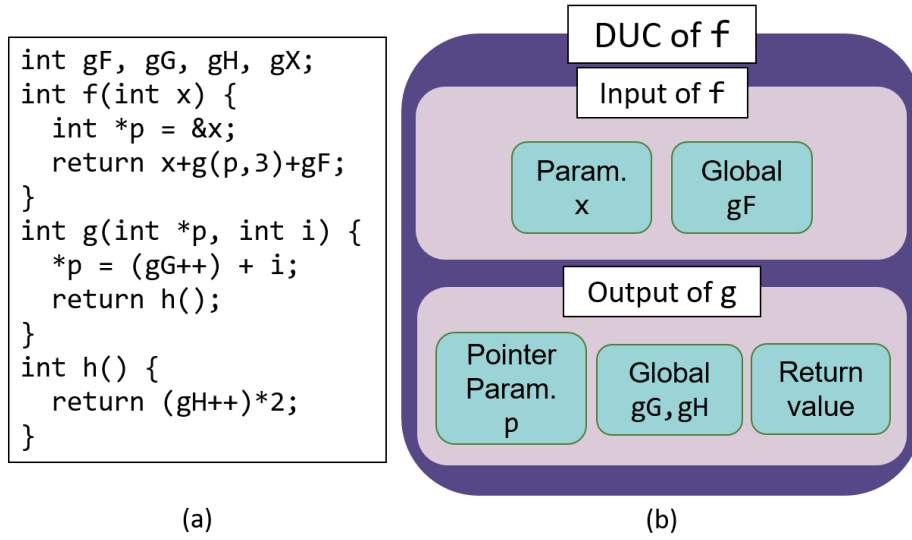 int gF, gG, gH, gX;
int f(int x) {
  int *p = &x;
  return x+g(p,3)+gF;
}
int g(int *p, int i) {
  *p = (gG++) + i;
  return h();
}
int h() {
  return (gH++)*2;
}
(a)
DUC of f
Input of f
Param.
x
Global
gF
Output of g
Pointer
Param.
p
Global
gG,gH
Return
value
(b)